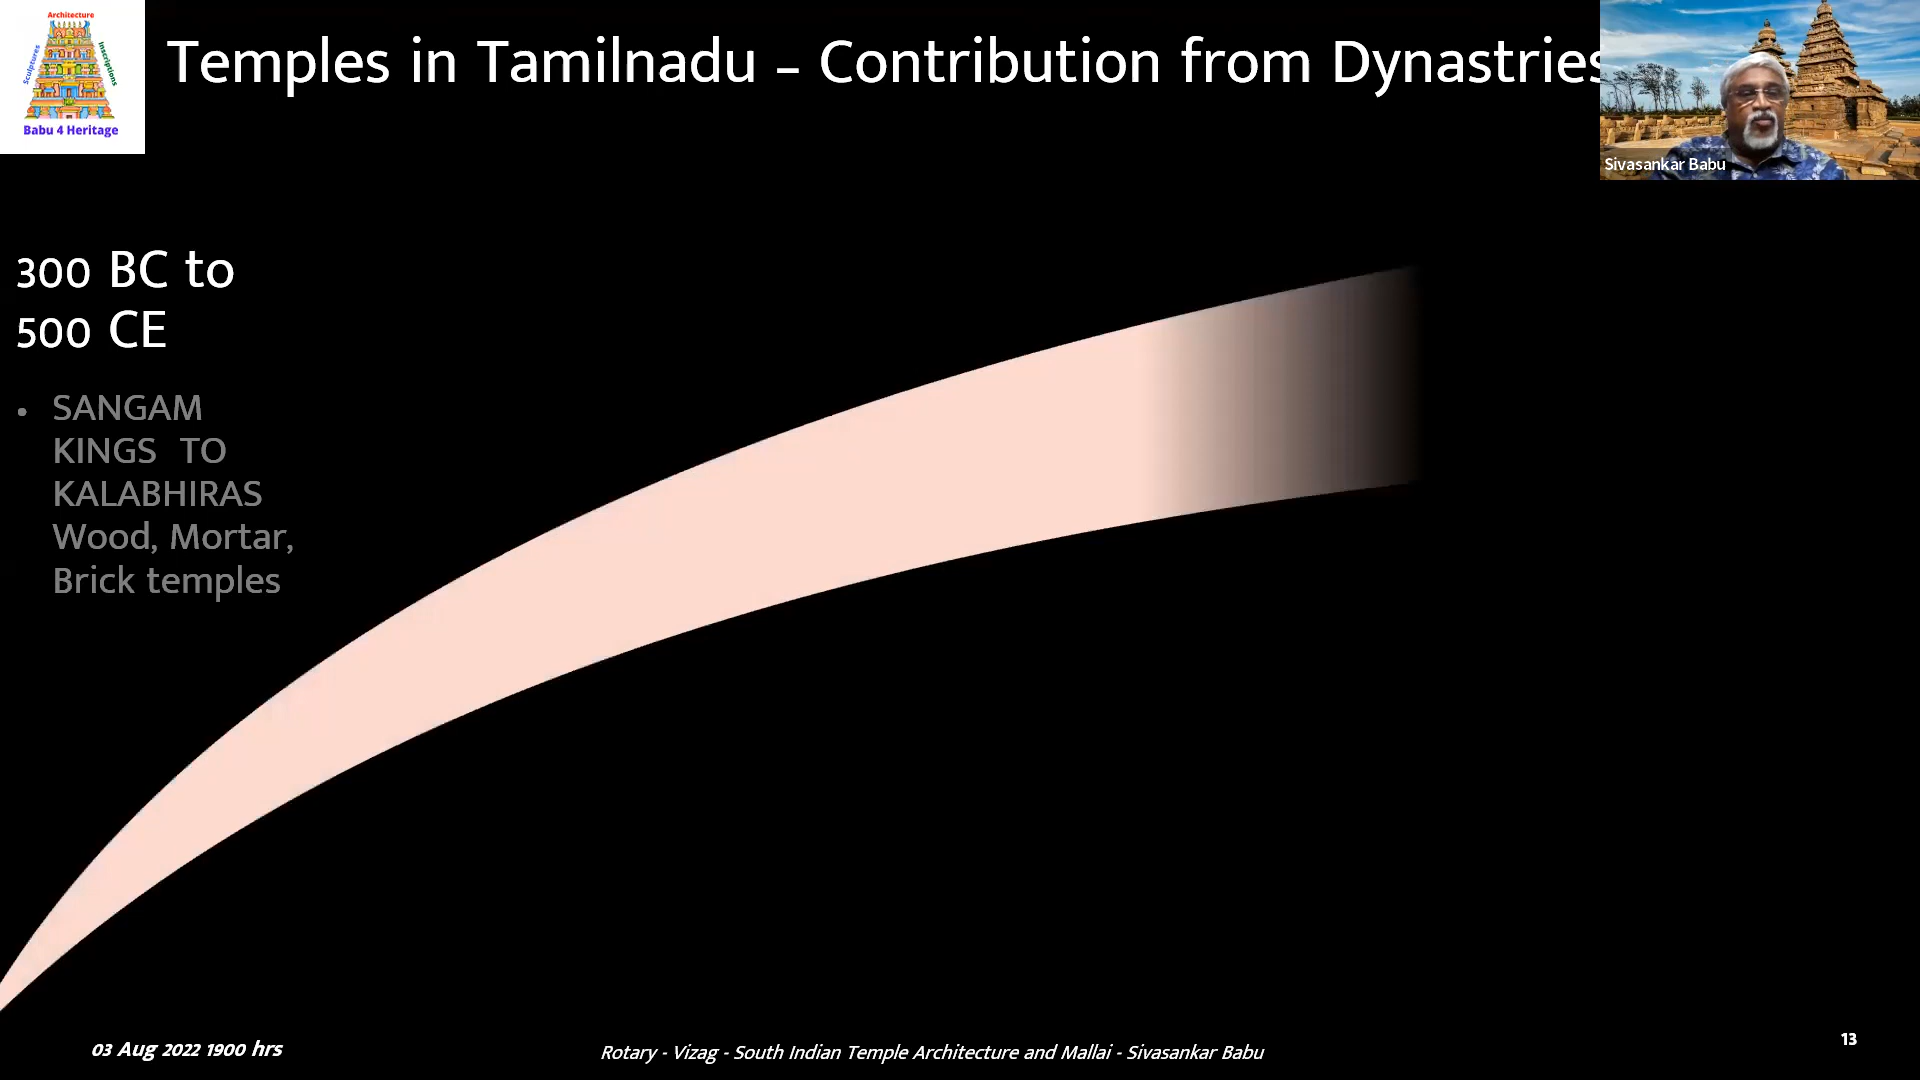 Architecture
Sculptures
Inscriptions
Babu 4 Heritage
Temples in Tamilnadu – Contribution from Dynastries
Sivasankar Babu
300 BC to
500 CE
• SANGAM
KINGS TO
KALABHIRAS
Wood, Mortar,
Brick temples
03 Aug 2022 1900 hrs
Rotary - Vizag - South Indian Temple Architecture and Mallai - Sivasankar Babu
13